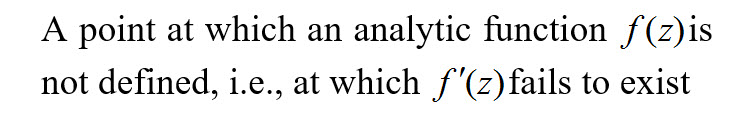 A point at which an analytic function f(z) is
not defined, i.e., at which f′(z) fails to exist